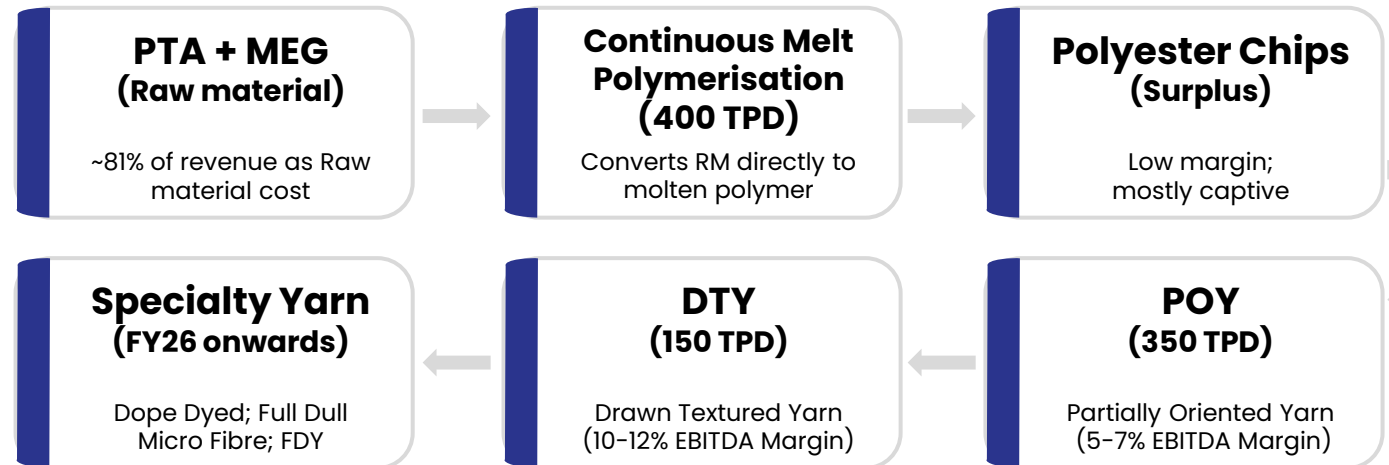 PTA + MEG
(Raw material)
~81% of revenue as Raw
material cost
Continuous Melt
Polymerisation
(400 TPD)
Converts RM directly to
molten polymer
Polyester Chips
(Surplus)
Low margin;
mostly captive
POY
(350 TPD)
Partially Oriented Yarn
(5-7% EBITDA Margin)
DTY
(150 TPD)
Drawn Textured Yarn
(10-12% EBITDA Margin)
Specialty Yarn
(FY26 onwards)
Dope Dyed; Full Dull
Micro Fibre; FDY